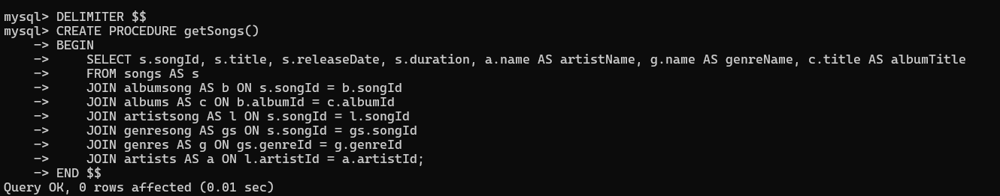 mysql> DELIMITER $$
mysql> CREATE PROCEDURE getSongs()
    -> BEGIN
    ->     SELECT s.songId, s.title, s.releaseDate, s.duration, a.name AS artistName, g.name AS genreName, c.title AS albumTitle
    ->     FROM songs AS s
    ->     JOIN albumsong AS b ON s.songId = b.songId
    ->     JOIN albums AS c ON b.albumId = c.albumId
    ->     JOIN artistsong AS l ON s.songId = l.songId
    ->     JOIN genresong AS gs ON s.songId = gs.songId
    ->     JOIN genres AS g ON gs.genreId = g.genreId
    ->     JOIN artists AS a ON l.artistId = a.artistId;
    -> END $$
Query OK, 0 rows affected (0.01 sec)